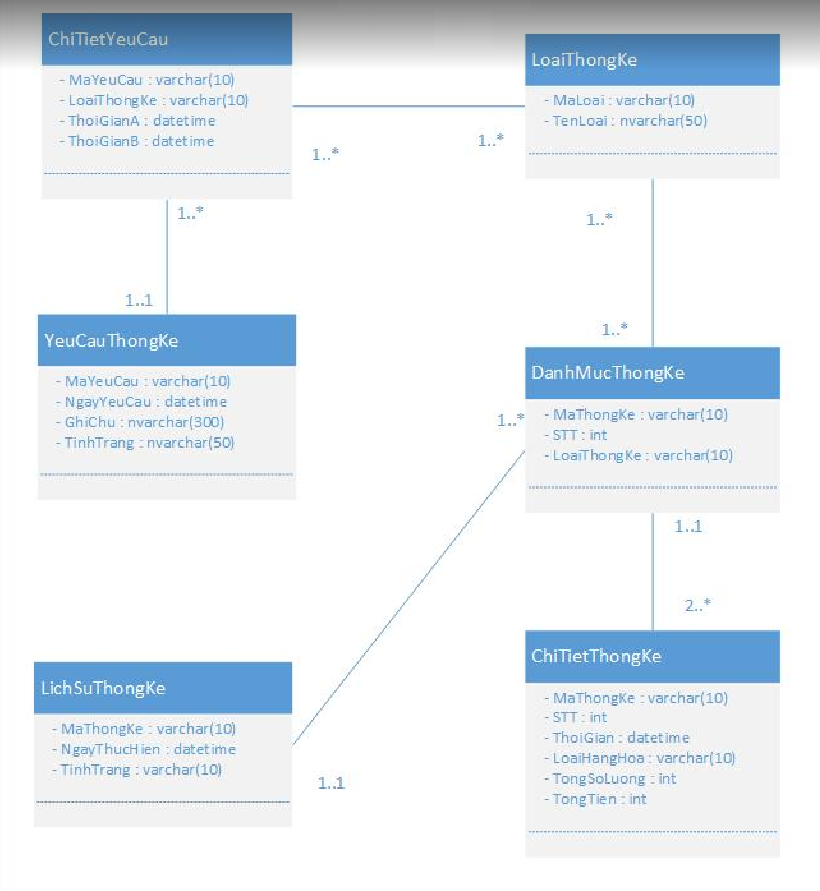 ChiTietYeuCau
- MaYeuCau : varchar(10)
- LoaiThongKe : varchar(10)
- ThoiGianA : datetime
- ThoiGianB : datetime
LoaiThongKe
- MaLoai : varchar(10)
- TenLoai : nvarchar(50)
1..*
1..*
1..*
1..*
1..1
1..*
YeuCauThongKe
- MaYeuCau : varchar(10)
- NgayYeuCau : datetime
- GhiChu : nvarchar(300)
- TinhTrang : nvarchar(50)
DanhMucThongKe
- MaThongKe : varchar(10)
- STT : int
- LoaiThongKe : varchar(10)
1..*
1..1
2..*
LichSuThongKe
- MaThongKe : varchar(10)
- NgayThucHien : datetime
- TinhTrang : varchar(10)
1..1
ChiTietThongKe
- MaThongKe : varchar(10)
- STT : int
- ThoiGian : datetime
- LoaiHangHoa : varchar(10)
- TongSoLuong : int
- TongTien : int